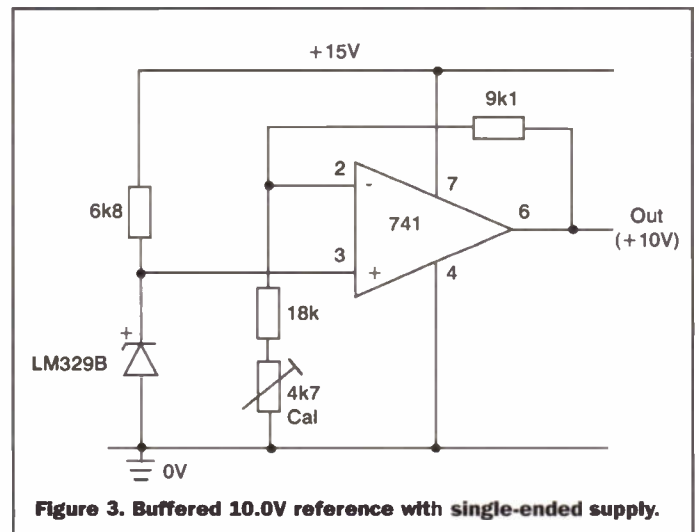 +15V
9k1
2
-
7
6k8
741
6
Out
(+10V)
3
+
4
18k
+
LM329B
4k7
Cal
0V
Figure 3. Buffered 10.0V reference with single-ended supply.